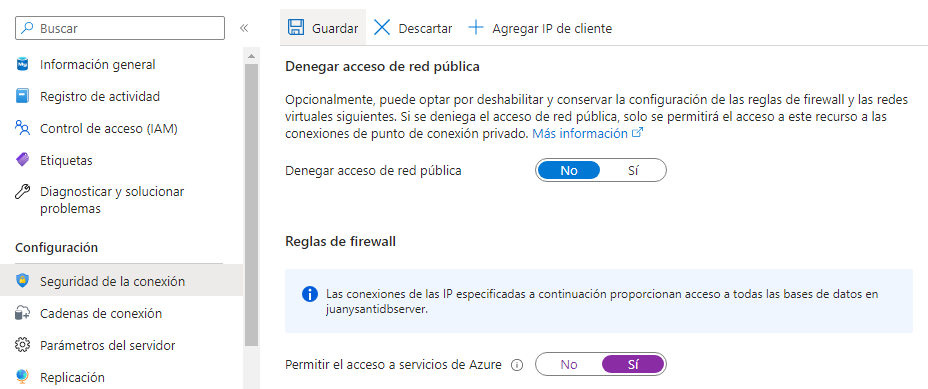 Buscar
«
Información general
Registro de actividad
Control de acceso (IAM)
Etiquetas
Diagnosticar y solucionar
problemas
Configuración
Seguridad de la conexión
Cadenas de conexión
Parámetros del servidor
Replicación
Guardar Descartar Agregar IP de cliente
Denegar acceso de red pública
Opcionalmente, puede optar por deshabilitar y conservar la configuración de las reglas de firewall y las redes
virtuales siguientes. Si se deniega el acceso de red pública, solo se permitirá el acceso a este recurso a las
conexiones de punto de conexión privado. Más información
Denegar acceso de red pública No Sí
Reglas de firewall
Las conexiones de las IP especificadas a continuación proporcionan acceso a todas las bases de datos en
juanysantidbserver.
Permitir el acceso a servicios de Azure No Sí